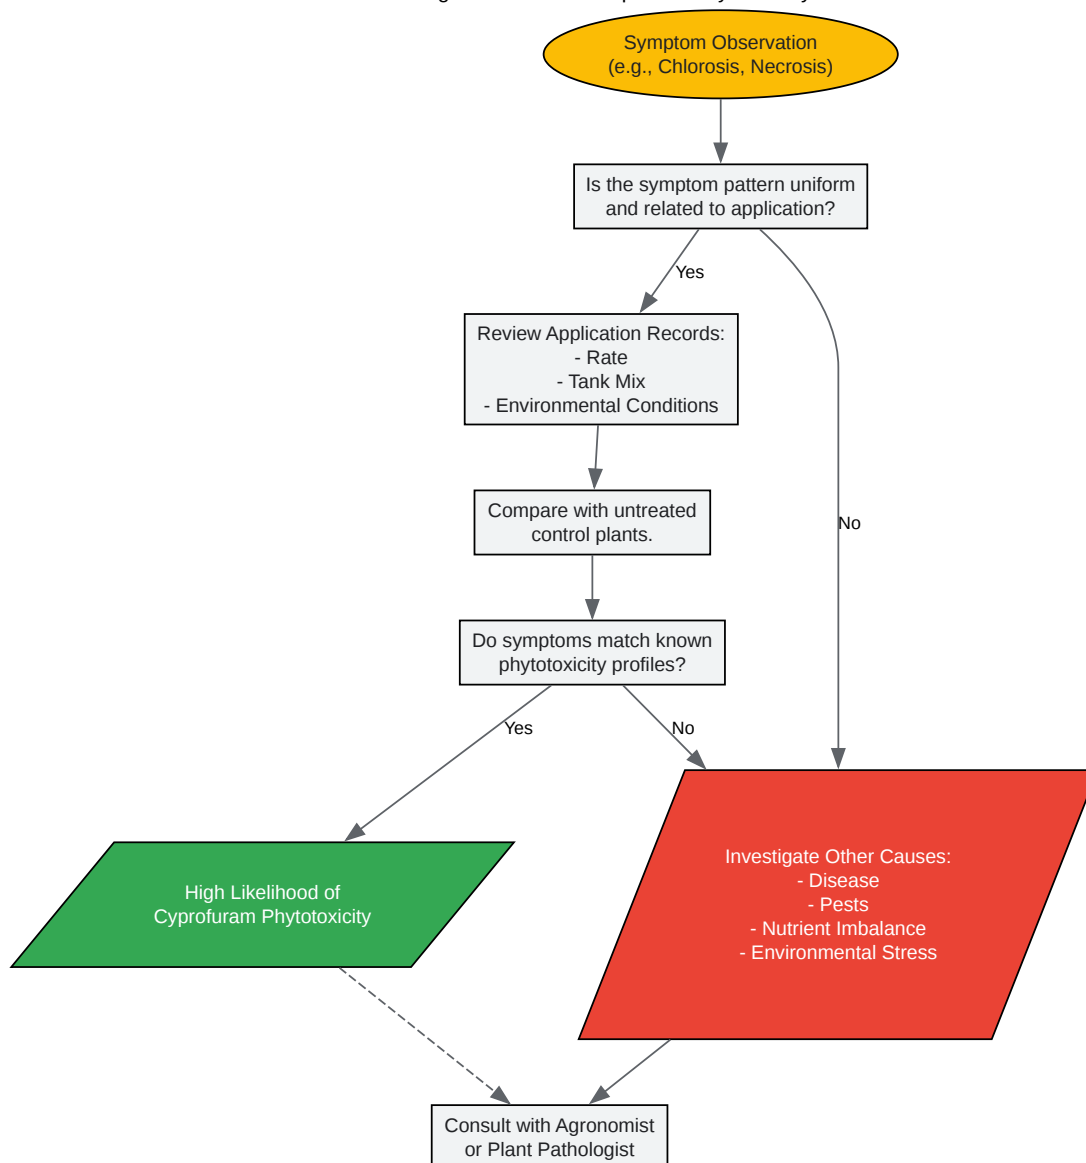 Symptom Observation
(e.g., Chlorosis, Necrosis)
Is the symptom pattern uniform
and related to application?
Yes
Review Application Records:
- Rate
- Tank Mix
- Environmental Conditions
Compare with untreated
control plants.
No
Do symptoms match known
phytotoxicity profiles?
Yes
No
High Likelihood of
Cyprofuram Phytotoxicity
Investigate Other Causes:
- Disease
- Pests
- Nutrient Imbalance
- Environmental Stress
Consult with Agronomist
or Plant Pathologist